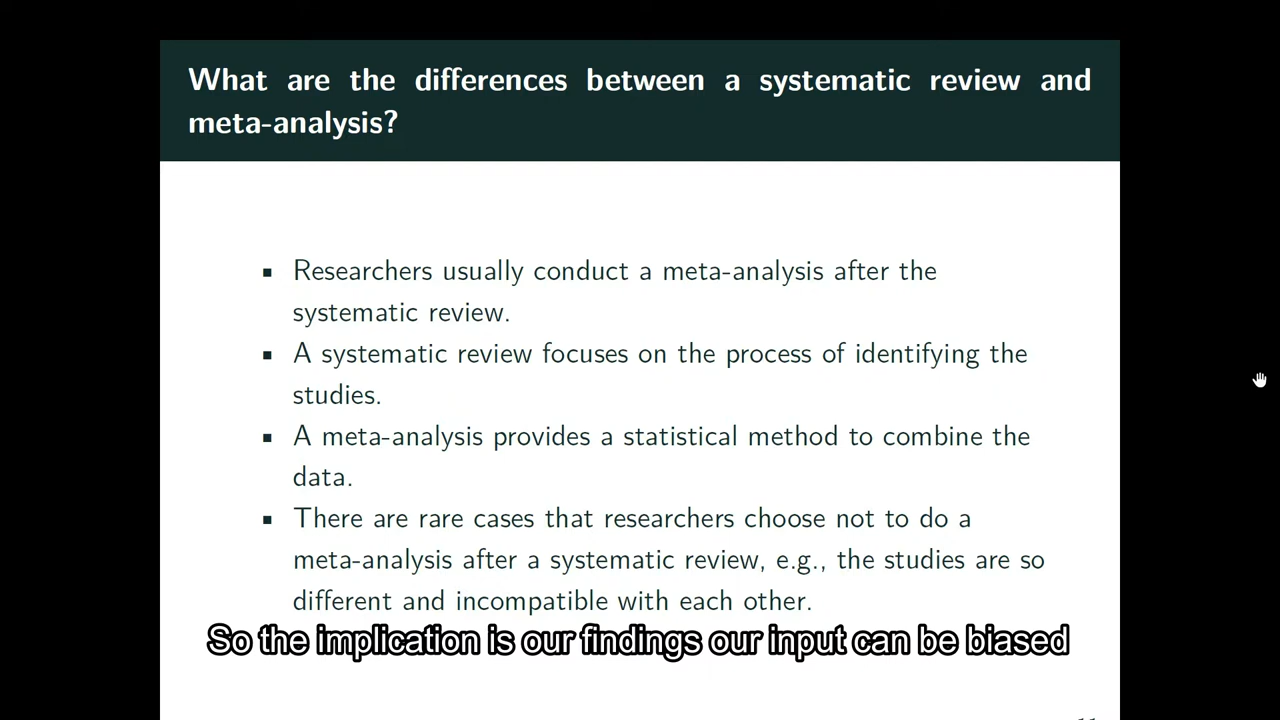 What are the differences between a systematic review and
meta-analysis?
▪ Researchers usually conduct a meta-analysis after the
systematic review.
▪ A systematic review focuses on the process of identifying the
studies.
▪ A meta-analysis provides a statistical method to combine the
data.
▪ There are rare cases that researchers choose not to do a
meta-analysis after a systematic review, e.g., the studies are so
different and incompatible with each other.
So the implication is our findings our input can be biased